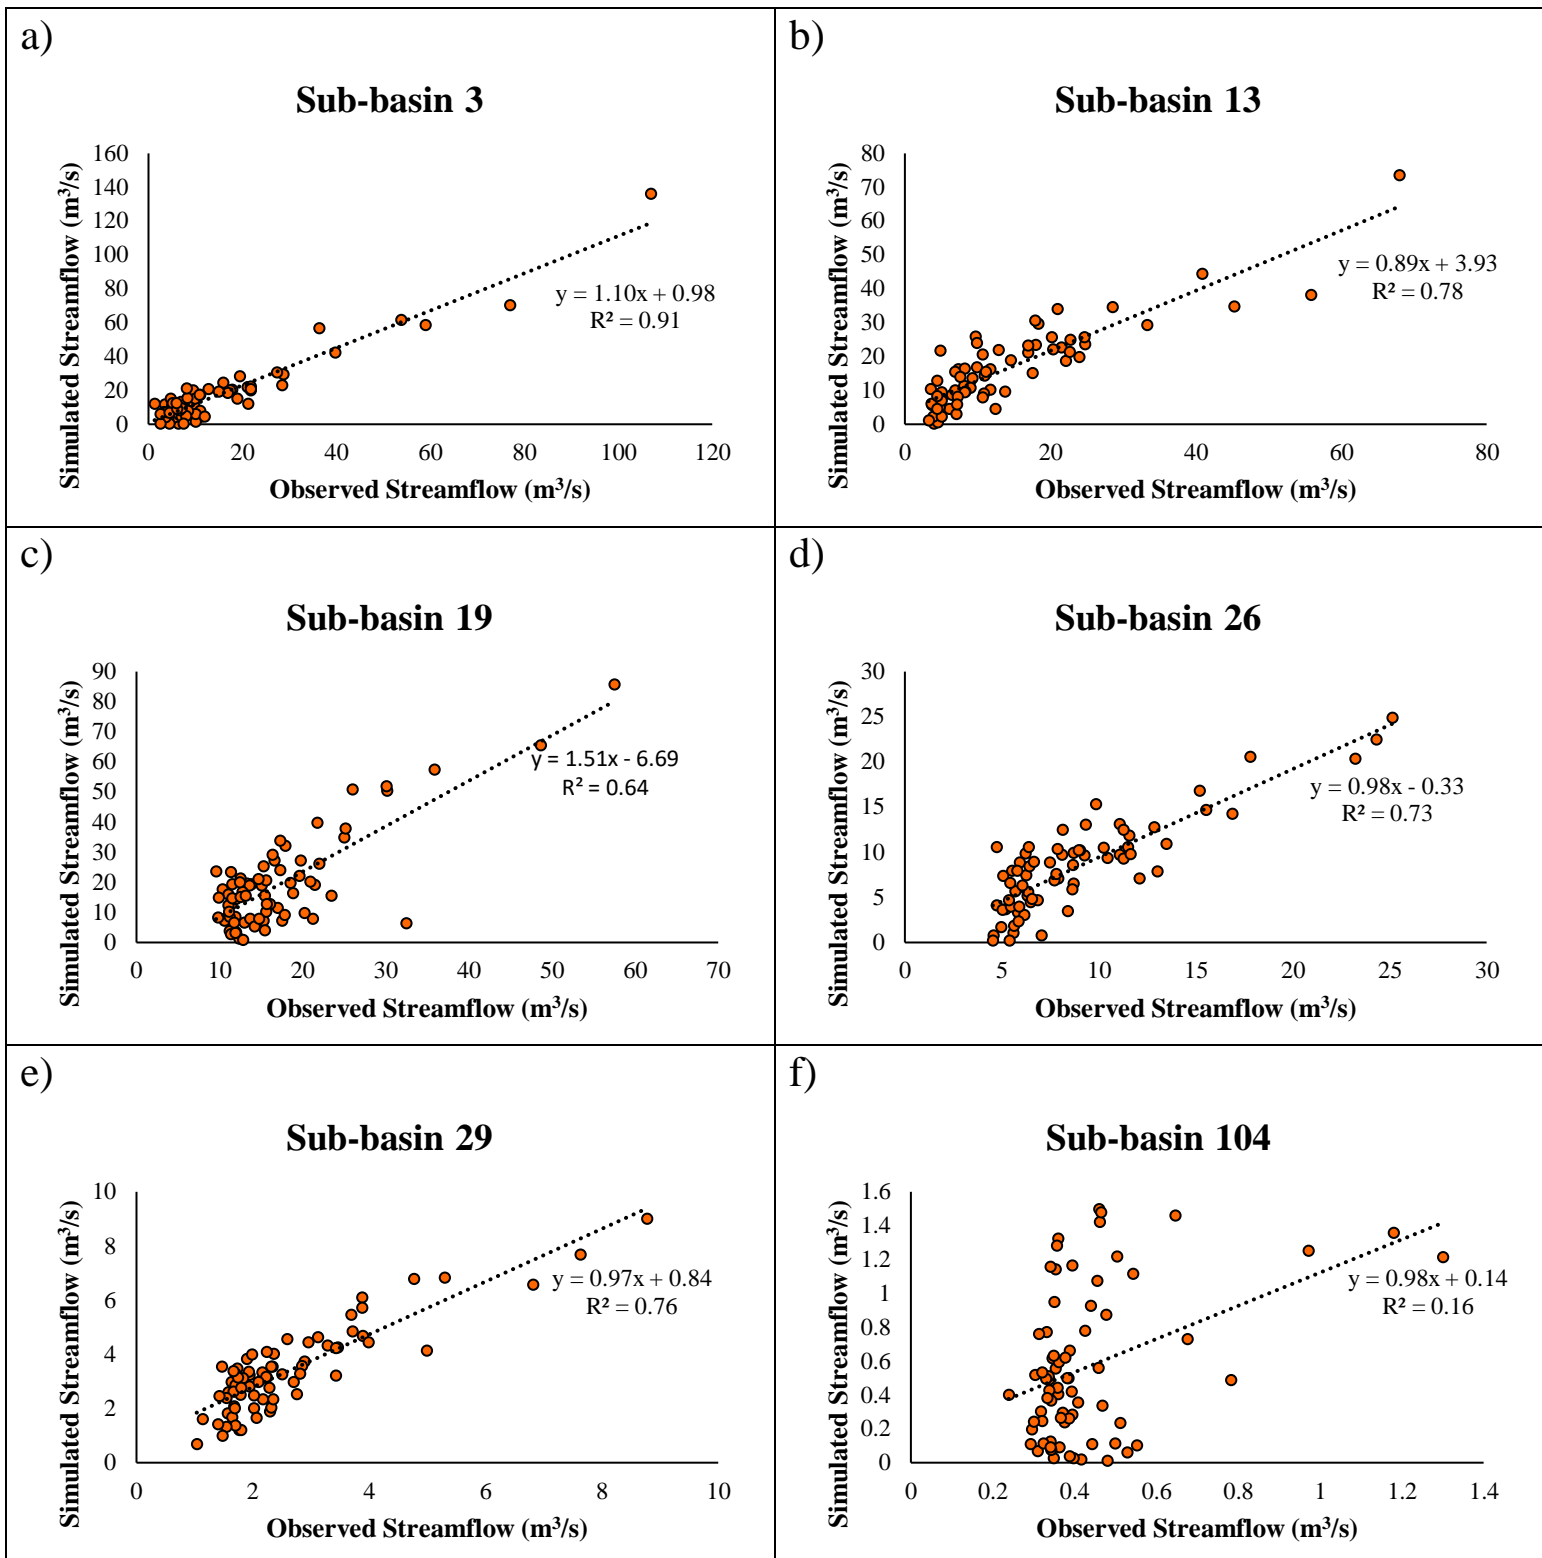 a)
Sub-basin 3
Simulated Streamflow (m³/s)
160
140
120
100
80
60
40
20
0
y = 1.10x + 0.98
R² = 0.91
0 20 40 60 80 100 120
Observed Streamflow (m³/s)
b)
Sub-basin 13
Simulated Streamflow (m³/s)
80
70
60
50
40
30
20
10
0
y = 0.89x + 3.93
R² = 0.78
0 20 40 60 80
Observed Streamflow (m³/s)
c)
Sub-basin 19
Simulated Streamflow (m³/s)
90
80
70
60
50
40
30
20
10
0
y = 1.51x - 6.69
R² = 0.64
0 10 20 30 40 50 60 70
Observed Streamflow (m³/s)
d)
Sub-basin 26
Simulated Streamflow (m³/s)
30
25
20
15
10
5
0
y = 0.98x - 0.33
R² = 0.73
0 5 10 15 20 25 30
Observed Streamflow (m³/s)
e)
Sub-basin 29
Simulated Streamflow (m³/s)
10
8
6
4
2
0
y = 0.97x + 0.84
R² = 0.76
0 2 4 6 8 10
Observed Streamflow (m³/s)
f)
Sub-basin 104
Simulated Streamflow (m³/s)
1.6
1.4
1.2
1
0.8
0.6
0.4
0.2
0
y = 0.98x + 0.14
R² = 0.16
0 0.2 0.4 0.6 0.8 1 1.2 1.4
Observed Streamflow (m³/s)